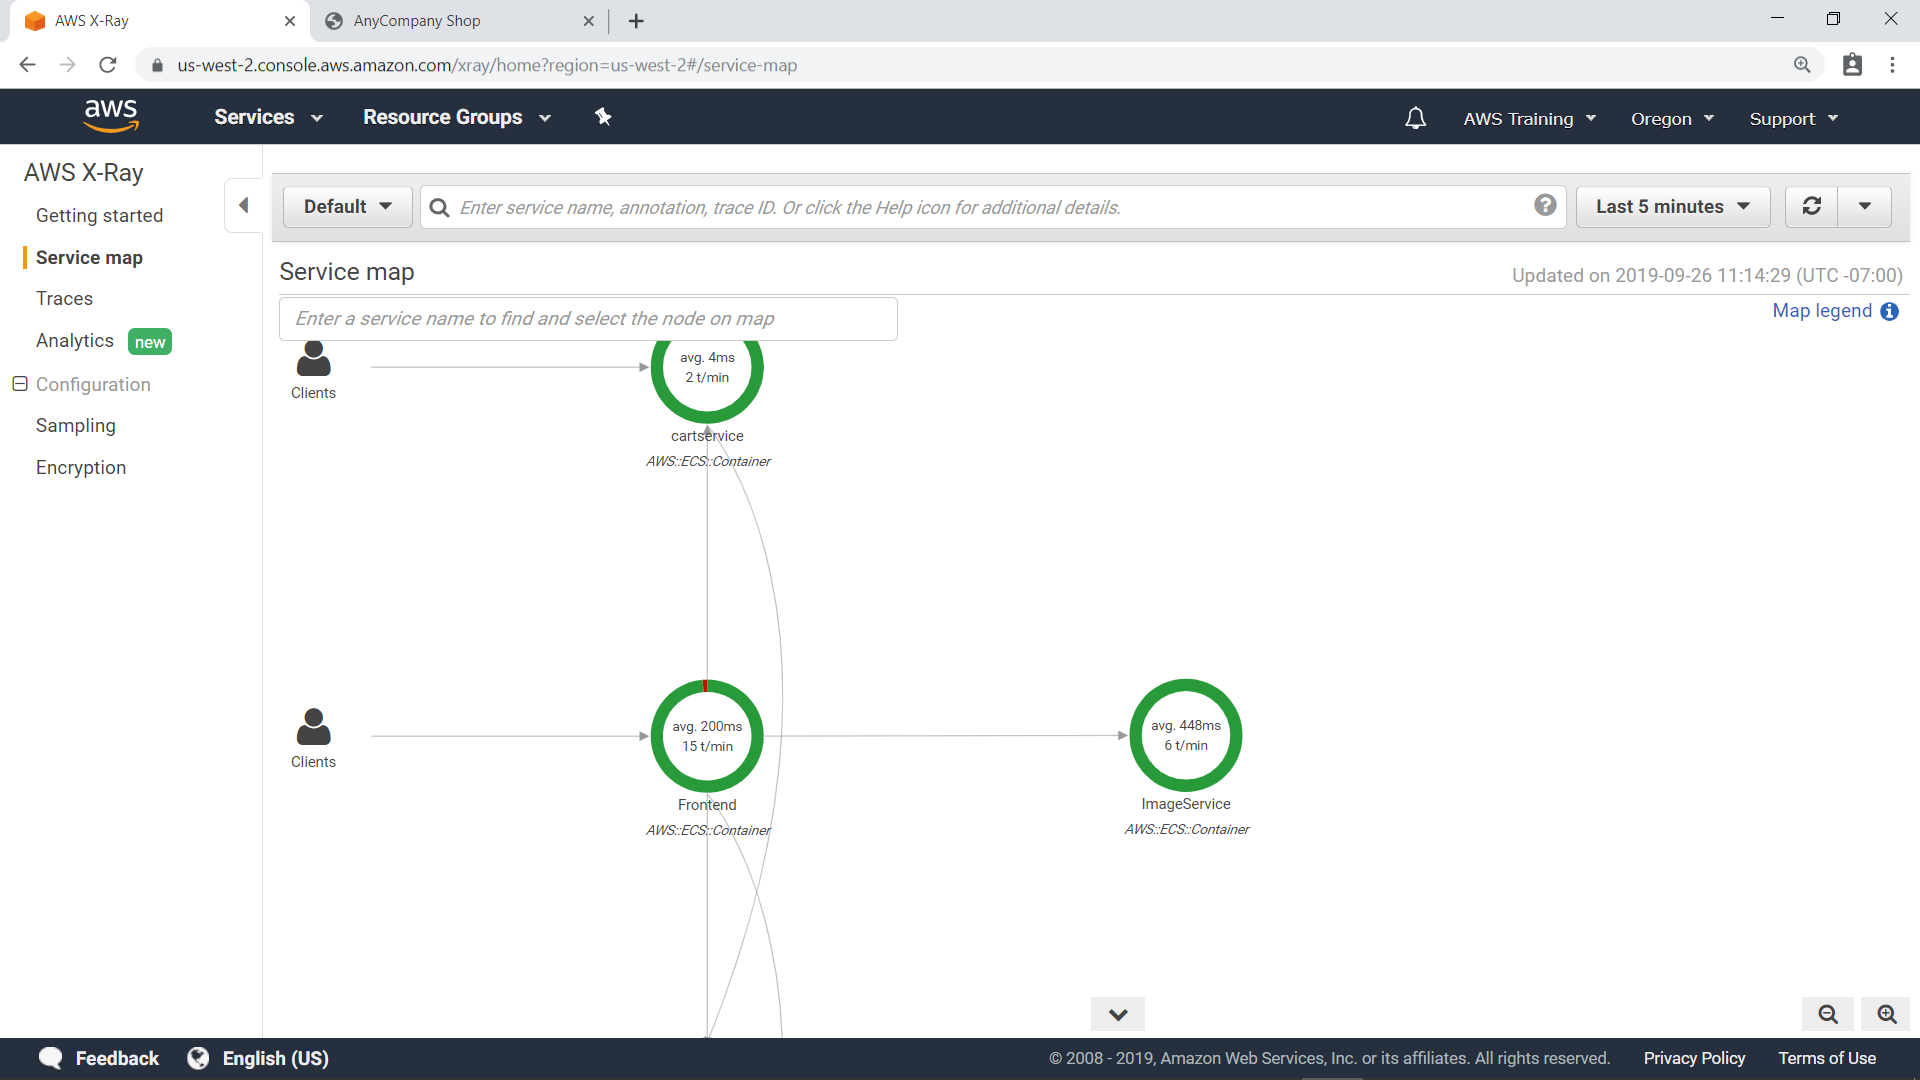 AWS X-Ray
AnyCompany Shop
us-west-2.console.aws.amazon.com/xray/home?region=us-west-2#/service-map
aws
Services
Resource Groups
AWS Training
Oregon
Support
AWS X-Ray
Getting started
Service map
Traces
Analytics new
Configuration
Sampling
Encryption
Default
Enter service name, annotation, trace ID. Or click the Help icon for additional details.
?
Last 5 minutes
Service map
Updated on 2019-09-26 11:14:29 (UTC -07:00)
Enter a service name to find and select the node on map
Map legend i
Clients
avg. 4ms
2 t/min
cartservice
AWS::ECS::Container
Clients
avg. 200ms
15 t/min
Frontend
AWS::ECS::Container
avg. 448ms
6 t/min
ImageService
AWS::ECS::Container
Feedback
English (US)
© 2008 - 2019, Amazon Web Services, Inc. or its affiliates. All rights reserved.
Privacy Policy
Terms of Use